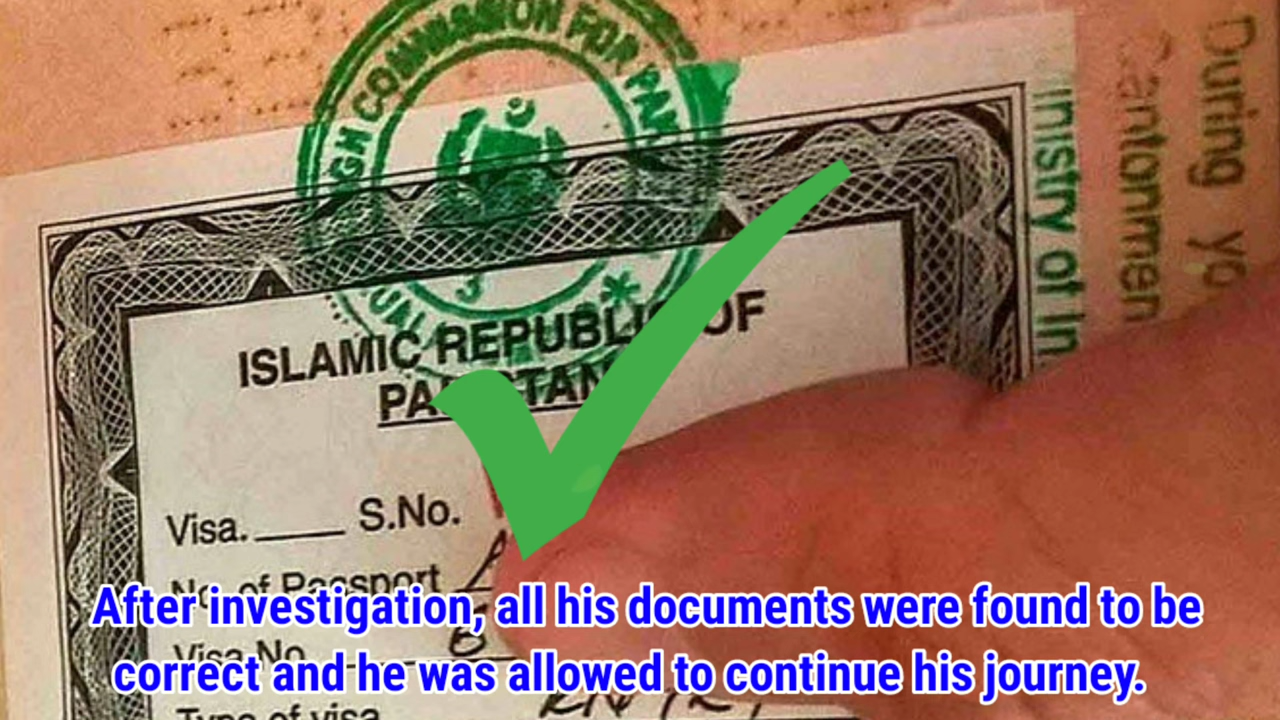 HIGH COMMISSION FOR PAK
ISLAMIC REPUBLIC OF
PAKISTAN
Visa. S.No.
No. of Passport
Visa No
Type of visa
During yo
Cantonmen
inistry of In
After investigation, all his documents were found to be
correct and he was allowed to continue his journey.